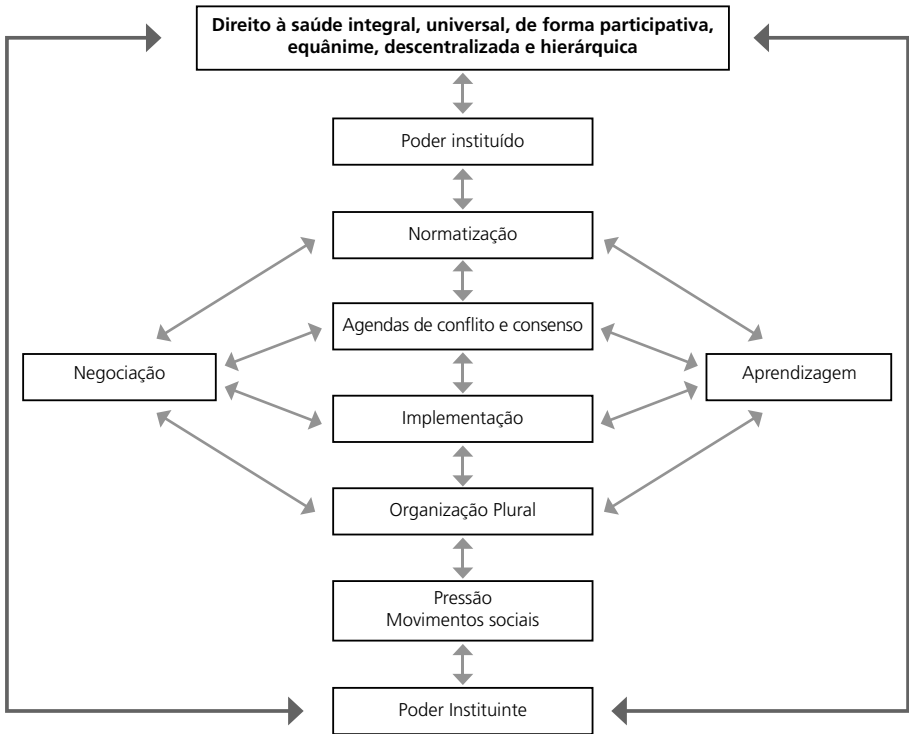 Direito à saúde integral, universal, de forma participativa,
equânime, descentralizada e hierárquica
Poder instituído
Normatização
Agendas de conflito e consenso
Negociação
Aprendizagem
Implementação
Organização Plural
Pressão
Movimentos sociais
Poder Instituinte